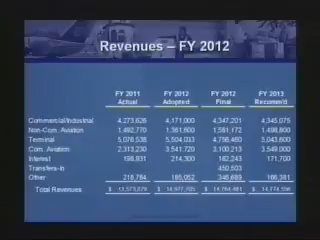 Revenues – FY 2012
FY 2011 FY 2012 FY 2012 FY 2013
Actual Adopted Final Recomm'd
Commercial/Industrial 4,273,626 4,171,000 4,347,201 4,345,075
Non-Com. Aviation 1,492,770 1,361,600 1,581,172 1,498,800
Terminal 5,076,538 5,504,033 4,756,460 5,043,600
Com. Aviation 2,313,230 3,541,720 3,100,213 3,549,000
Interest 198,931 214,300 182,243 171,700
Transfers-In 450,503
Other 218,784 185,052 346,689 166,381
Total Revenues $ $ $ $